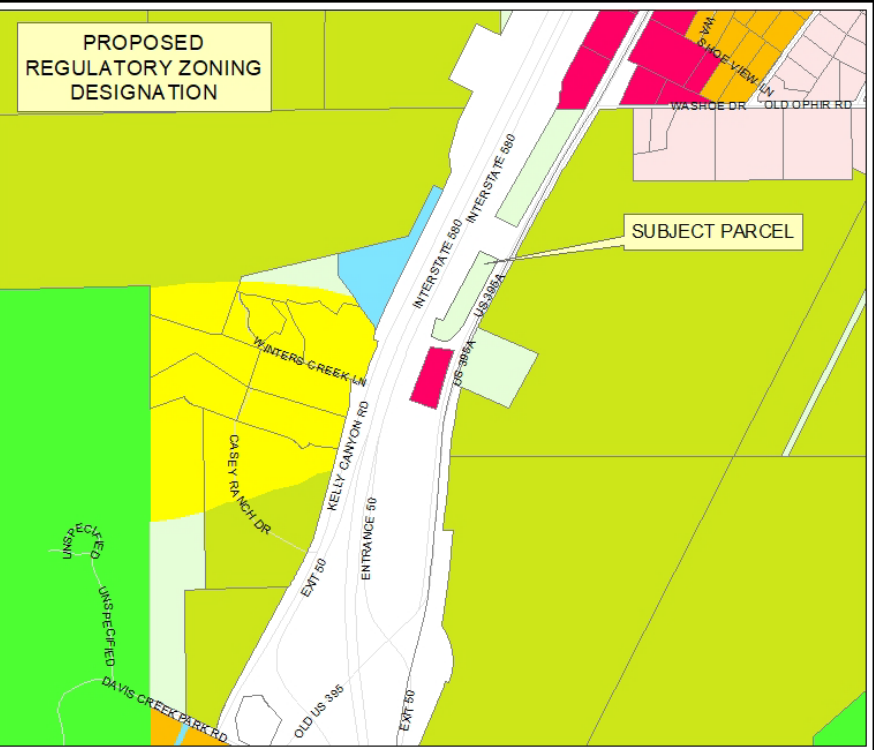 PROPOSED
REGULATORY ZONING
DESIGNATION
WA
SHOE VIEW LN
WASHOE DR
OLD OPHIR RD
INTERSTATE 580
INTERSTATE 580
SUBJECT PARCEL
US 395A
US 395A
WINTERS CREEK LN
KELLY CANYON RD
CASEY RANCH DR
ENTRANCE 50
EXIT 50
UNSPECIFIED
UNSPECIFIED
DAVIS CREEK PARK RD
OLD US 395
EXIT 50